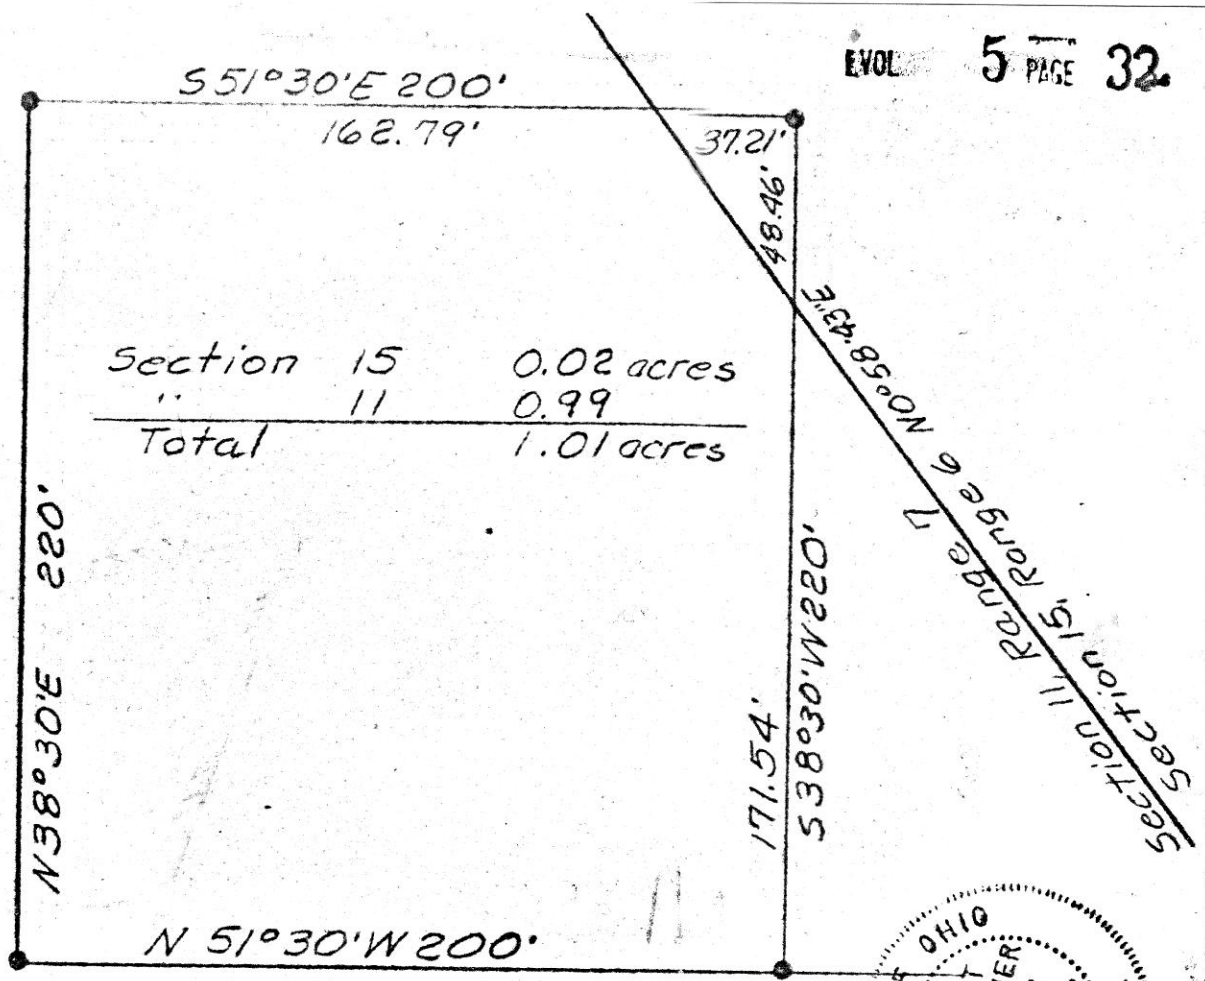 EVOL 5 PAGE 32
S 51°30'E 200'
162.79'
37.21'
48.46'
N0°58'43"E
Section 15 0.02 acres
" 11 0.99
Total 1.01 acres
N38°30'E 220'
S38°30'W 220'
171.54'
Section 11, Range 7
Section 15, Range 6
N 51°30'W 200'
OHIO